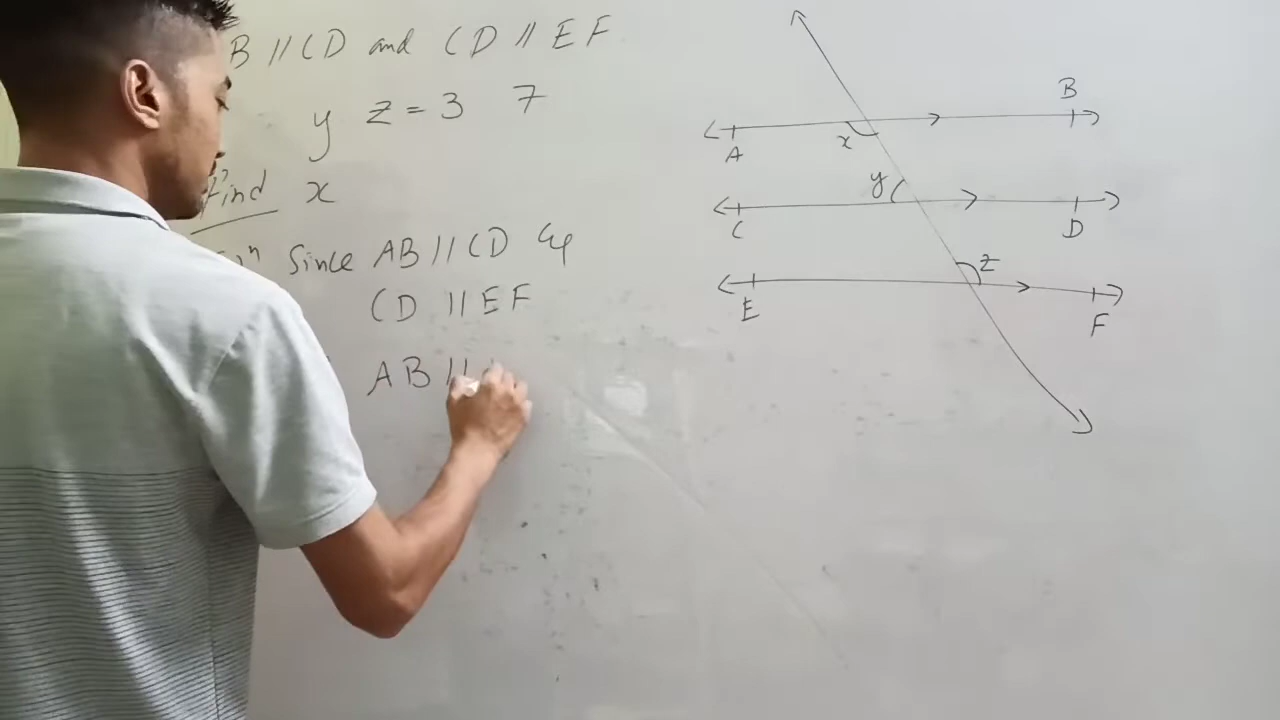 B // CD and CD // EF
y z = 3 7
Find x
Since AB // CD &
CD // EF
AB //
B
A
x
y
C
D
z
E
F